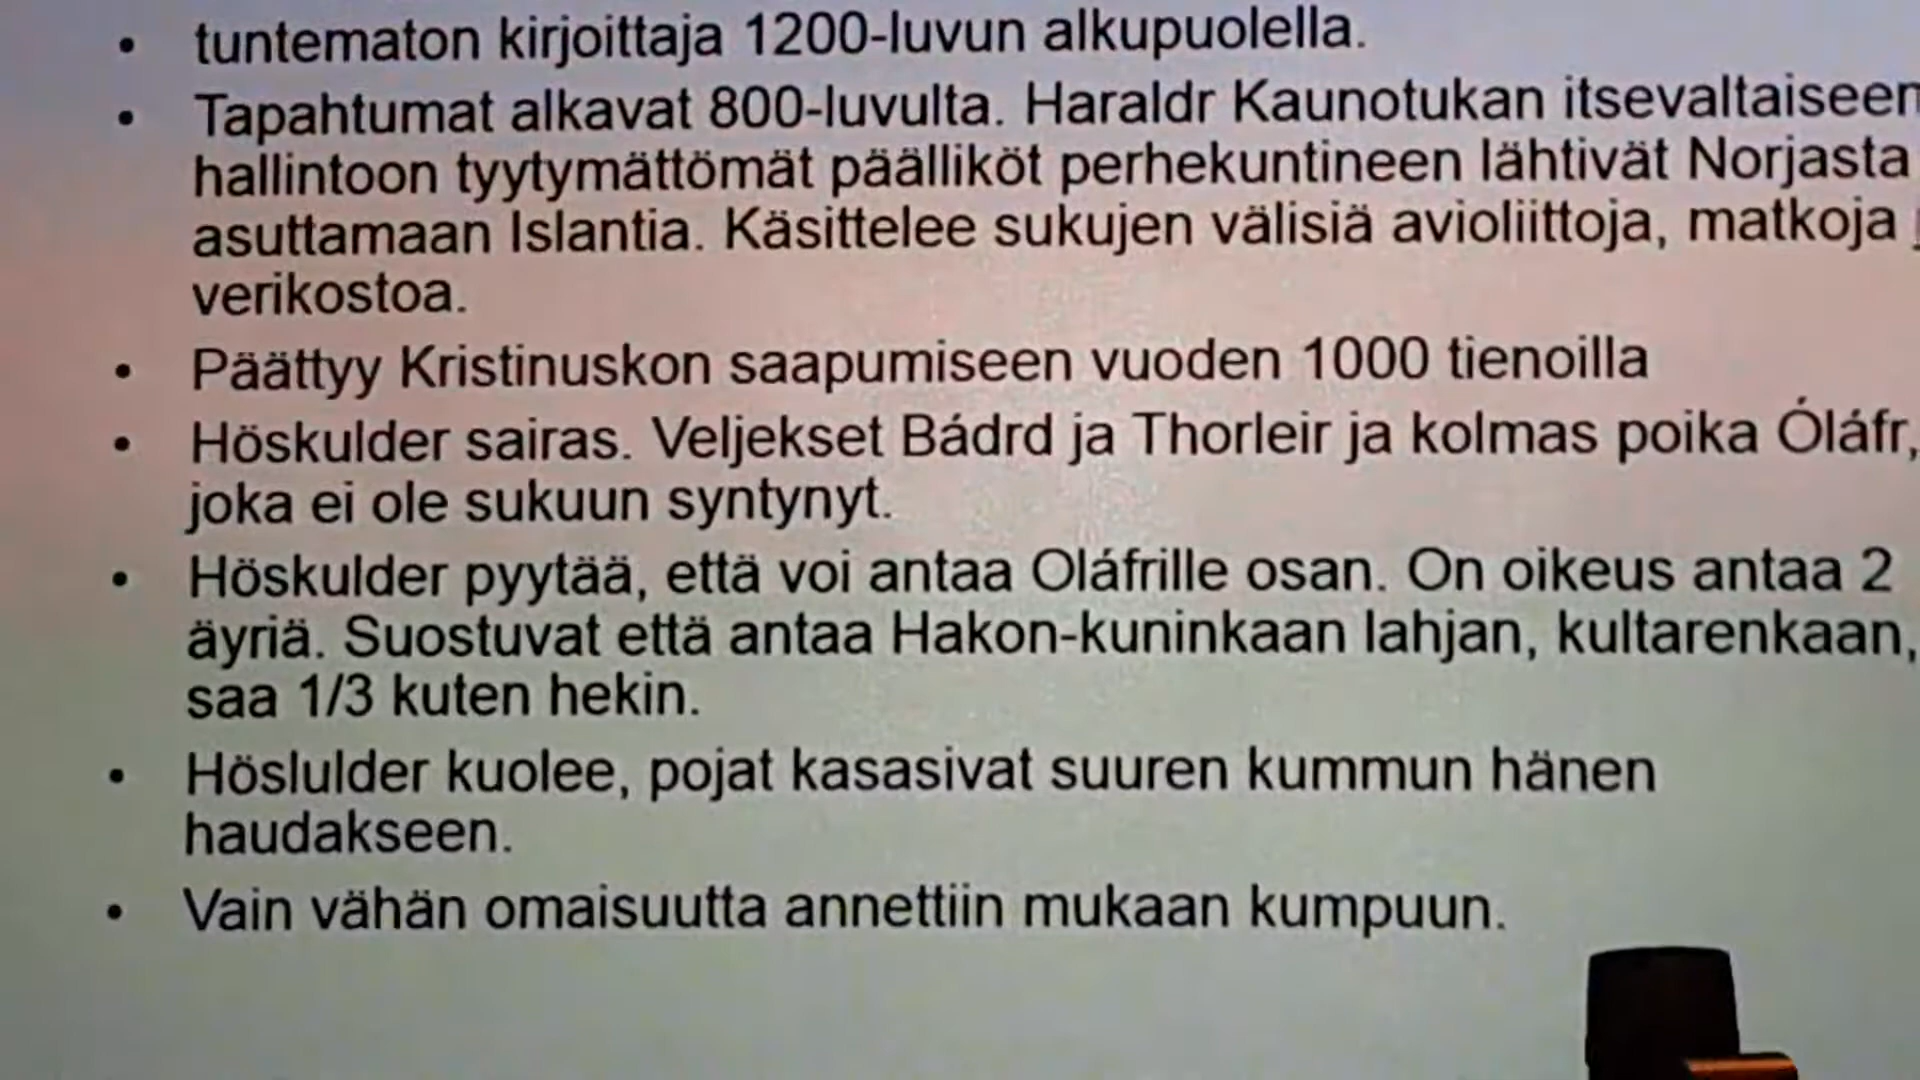 • tuntematon kirjoittaja 1200-luvun alkupuolella.
• Tapahtumat alkavat 800-luvulta. Haraldr Kaunotukan itsevaltaiseen
hallintoon tyytymättömät päälliköt perhekuntineen lähtivät Norjasta
asuttamaan Islantia. Käsittelee sukujen välisiä avioliittoja, matkoja
verikostoa.
• Päättyy Kristinuskon saapumiseen vuoden 1000 tienoilla
• Höskulder sairas. Veljekset Bádrd ja Thorleir ja kolmas poika Óláfr,
joka ei ole sukuun syntynyt.
• Höskulder pyytää, että voi antaa Oláfrille osan. On oikeus antaa 2
äyriä. Suostuvat että antaa Hakon-kuninkaan lahjan, kultarenkaan,
saa 1/3 kuten hekin.
• Höslulder kuolee, pojat kasasivat suuren kummun hänen
haudakseen.
• Vain vähän omaisuutta annettiin mukaan kumpuun.